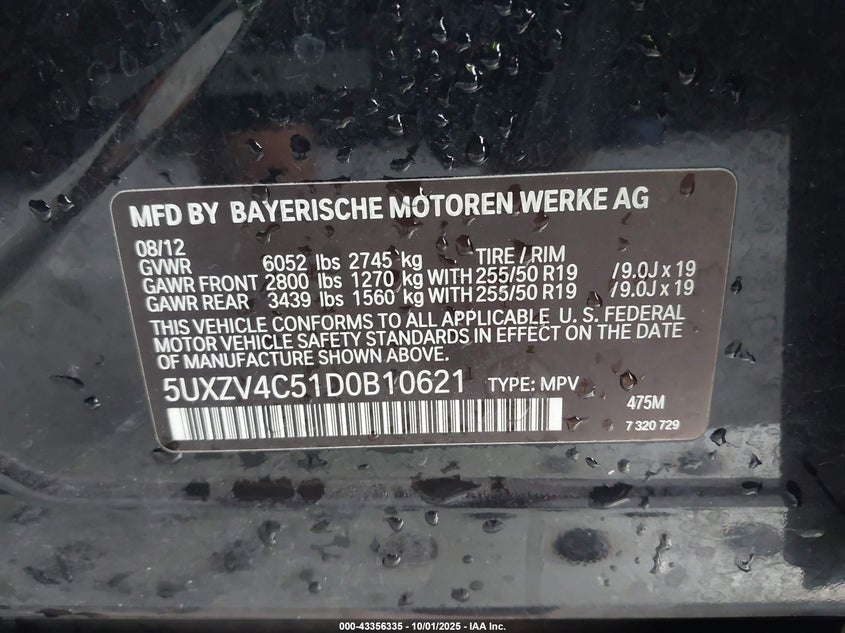 MFD BY BAYERISCHE MOTOREN WERKE AG
08/12 TIRE / RIM
GVWR 6052 lbs 2745 kg
GAWR FRONT 2800 lbs 1270 kg WITH 255/50 R19 / 9.0J x 19
GAWR REAR 3439 lbs 1560 kg WITH 255/50 R19 / 9.0J x 19
THIS VEHICLE CONFORMS TO ALL APPLICABLE U. S. FEDERAL
MOTOR VEHICLE SAFETY STANDARDS IN EFFECT ON THE DATE
OF MANUFACTURE SHOWN ABOVE.
5UXZV4C51D0B10621 TYPE: MPV
475M
7 320 729
000-43356335 - 10/01/2025 - IAA Inc.